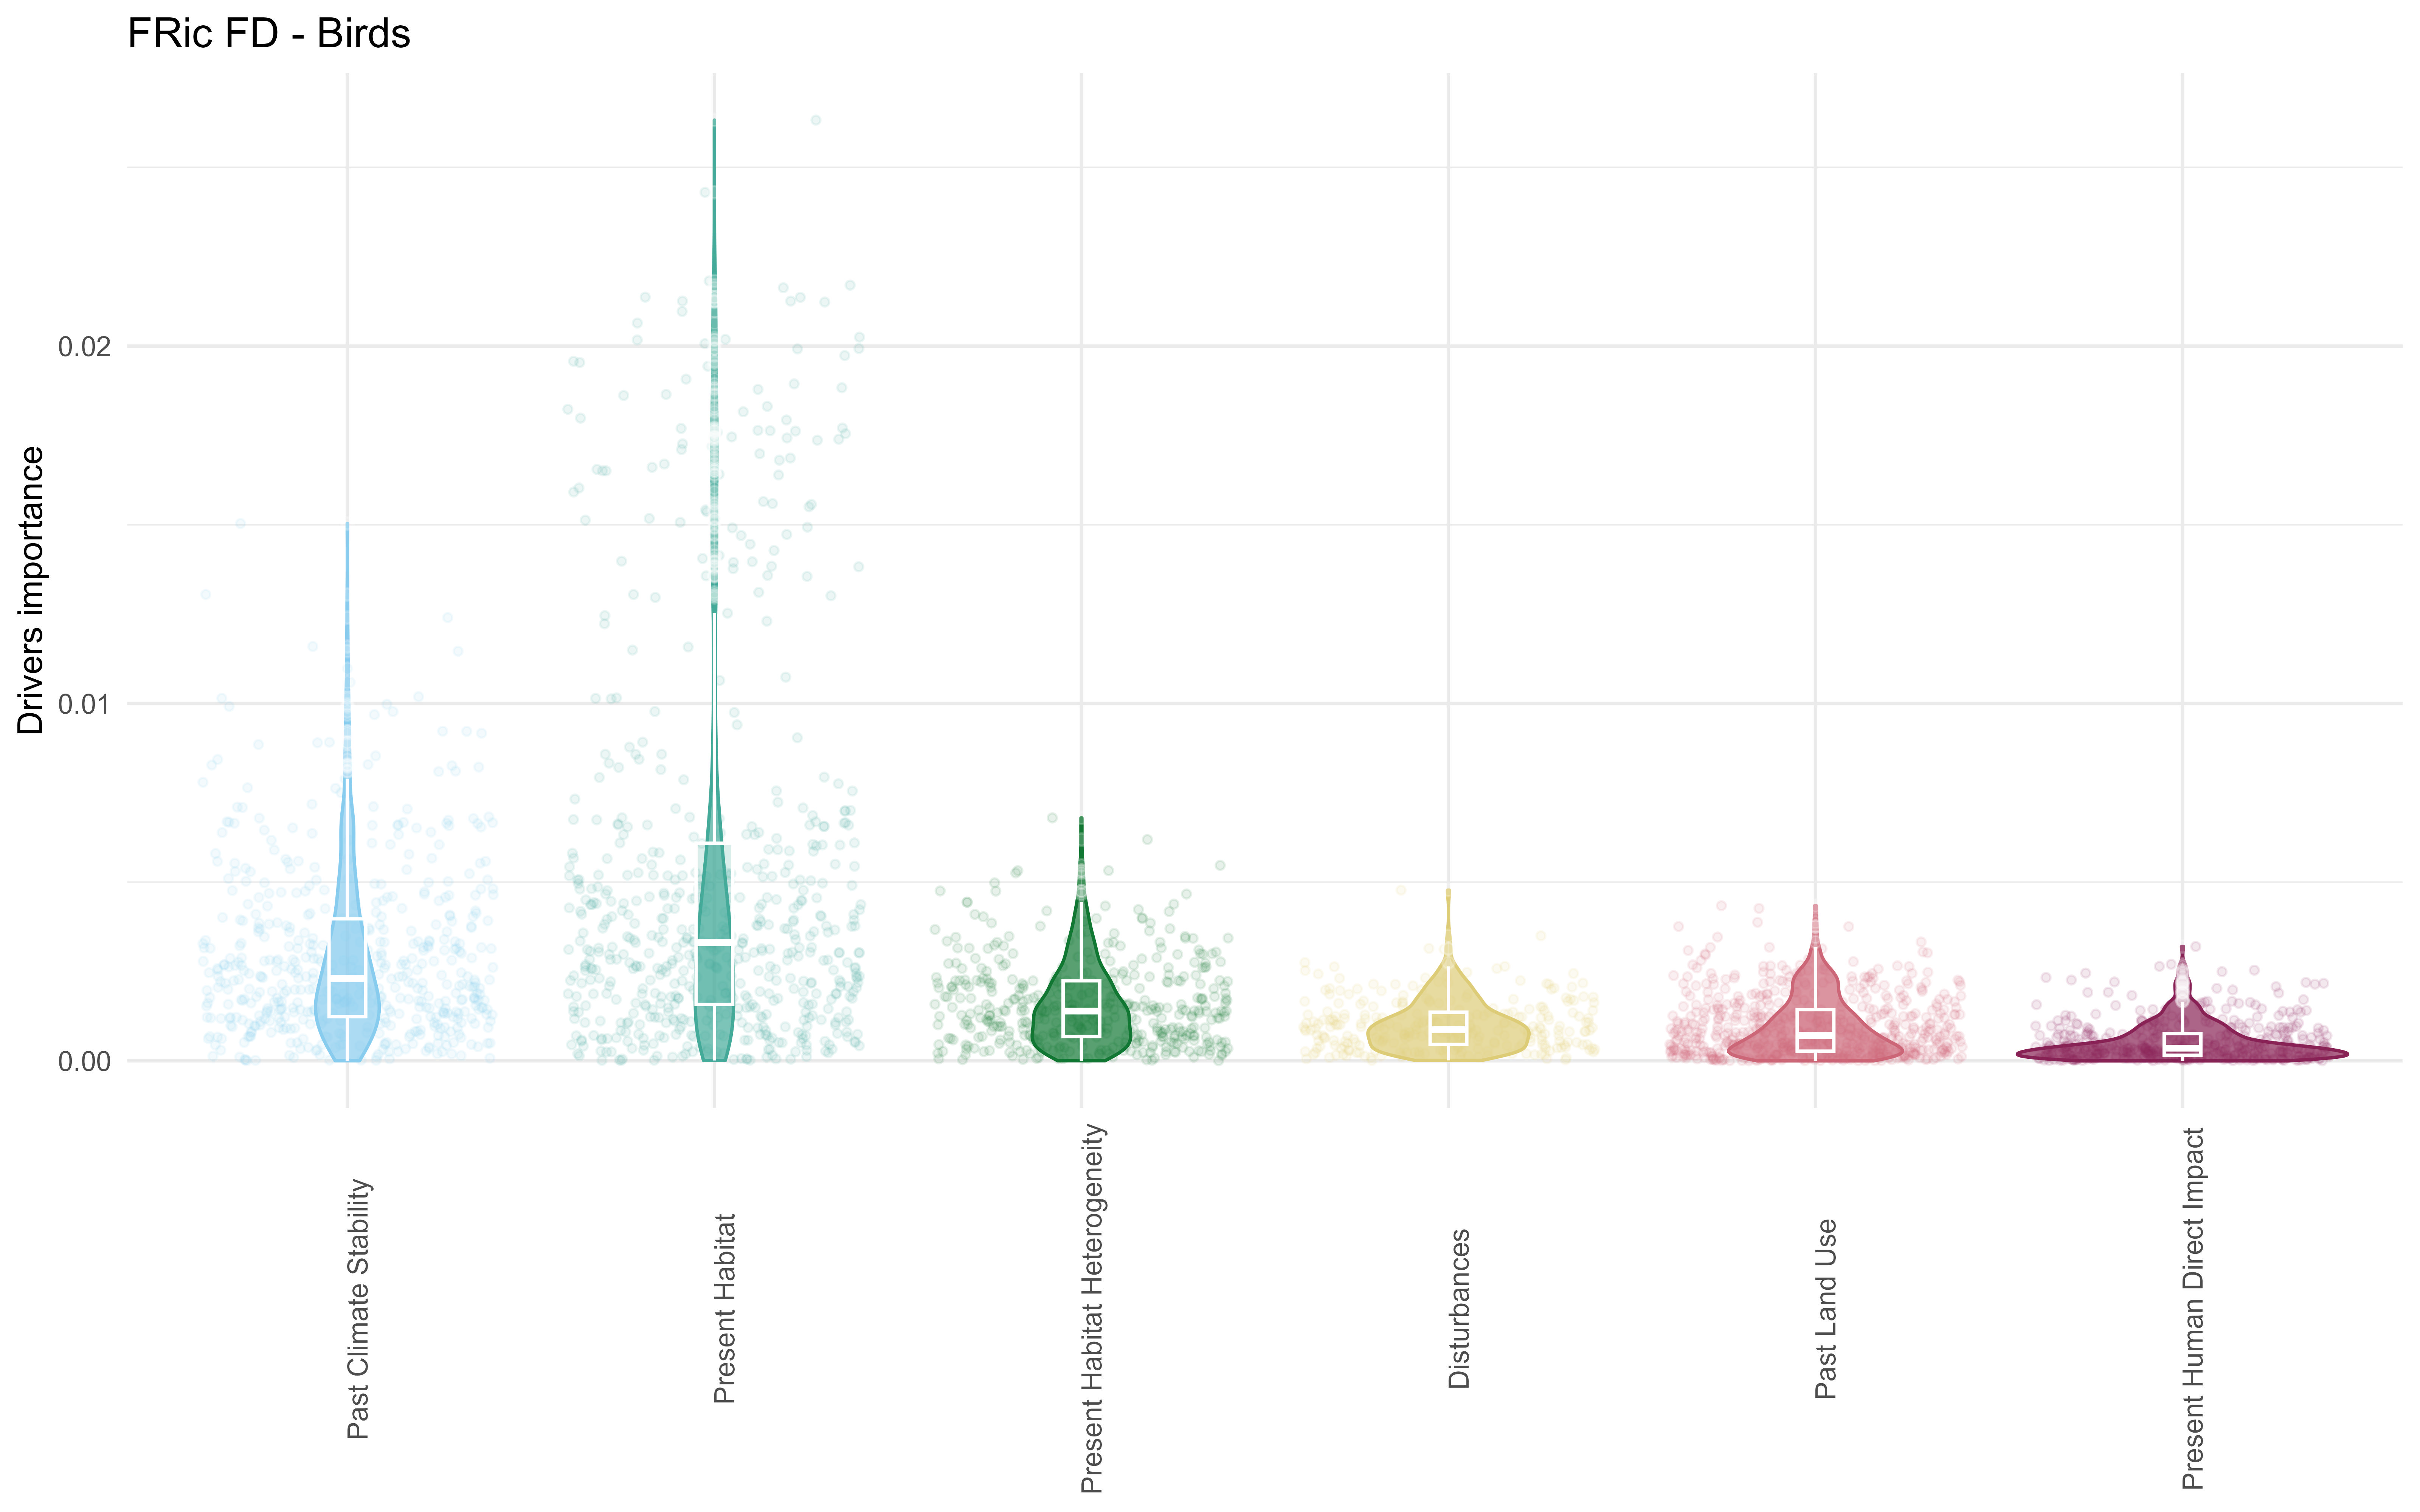 FRic FD - Birds
Drivers importance
0.02
0.01
0.00
Past Climate Stability
Present Habitat
Present Habitat Heterogeneity
Disturbances
Past Land Use
Present Human Direct Impact